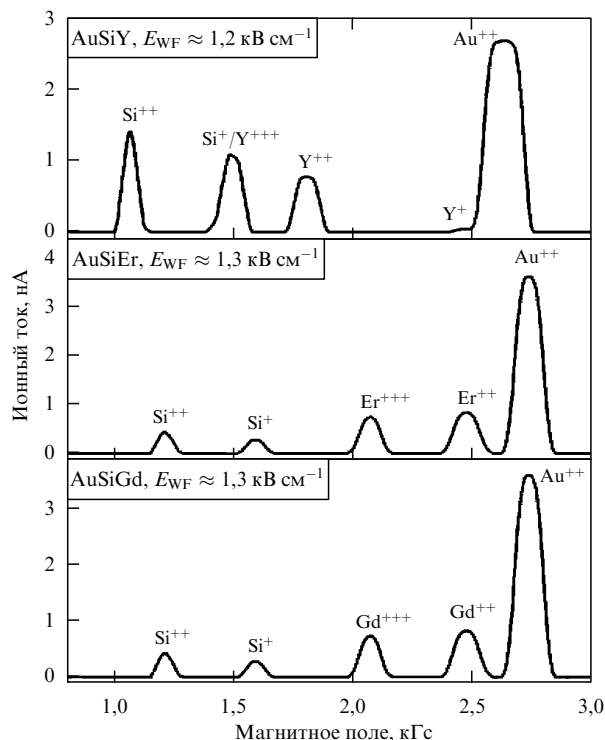 AuSiY, E_WF ≈ 1,2 кВ см⁻¹
Au⁺⁺
Si⁺⁺
Si⁺/Y⁺⁺⁺
Y⁺⁺
Y⁺
3
2
1
0
AuSiEr, E_WF ≈ 1,3 кВ см⁻¹
Au⁺⁺
Si⁺⁺
Si⁺
Er⁺⁺⁺
Er⁺⁺
4
3
2
1
0
Ионный ток, нА
AuSiGd, E_WF ≈ 1,3 кВ см⁻¹
Au⁺⁺
Si⁺⁺
Si⁺
Gd⁺⁺⁺
Gd⁺⁺
3
2
1
0
1,0 1,5 2,0 2,5 3,0
Магнитное поле, кГс